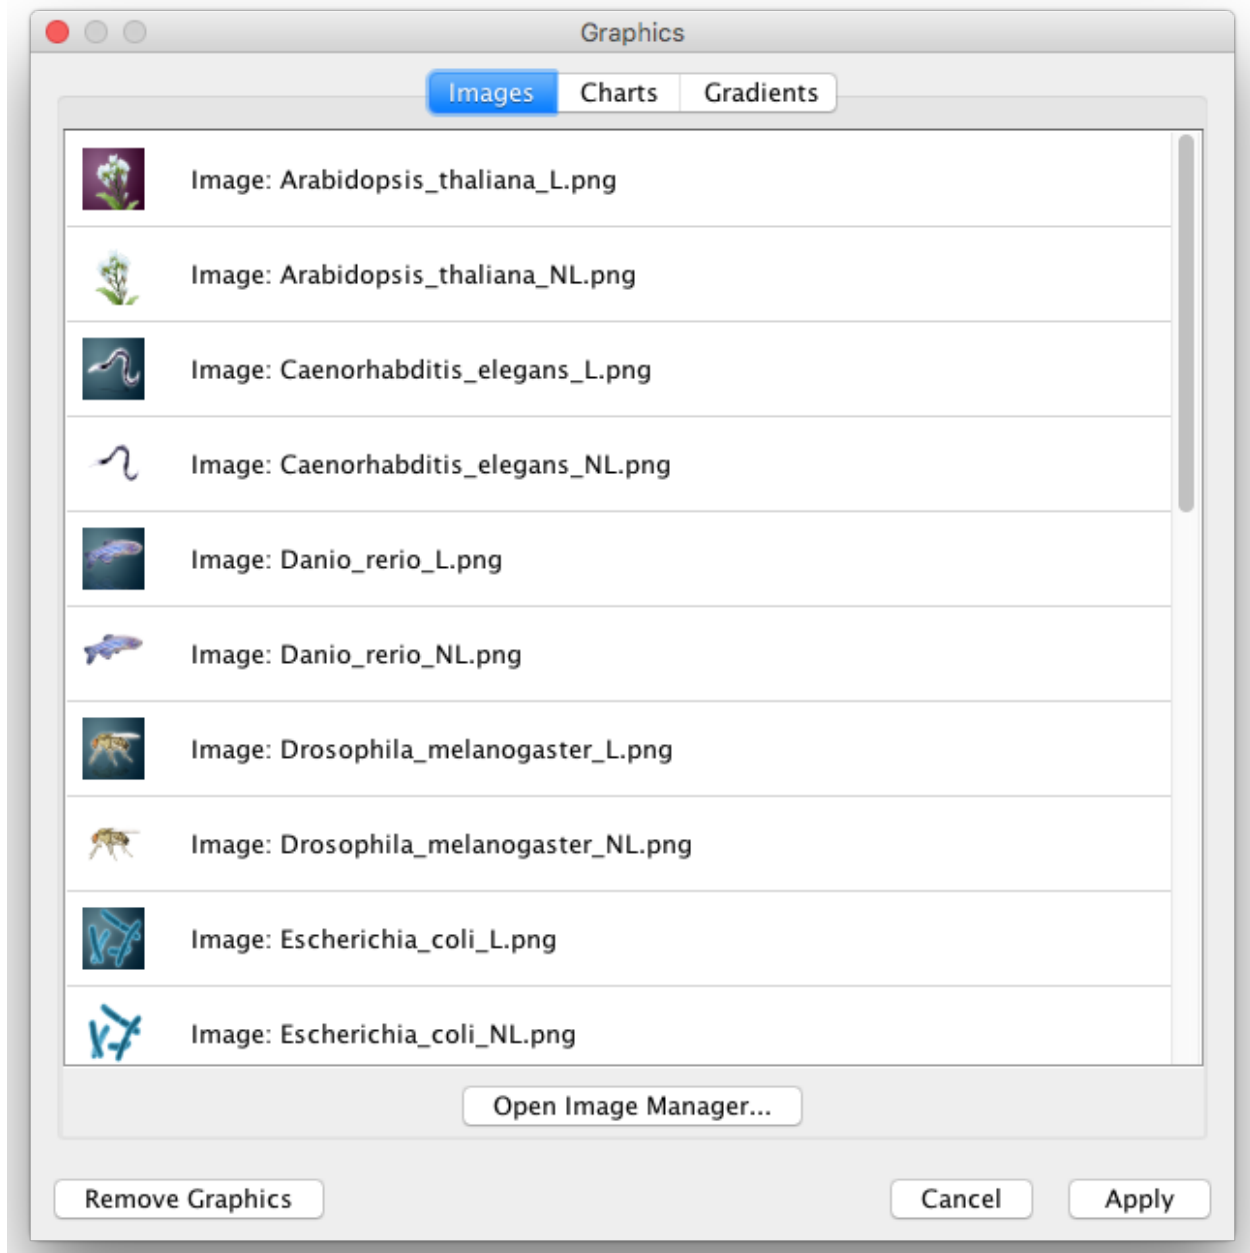 Graphics
Images Charts Gradients
Image: Arabidopsis_thaliana_L.png
Image: Arabidopsis_thaliana_NL.png
Image: Caenorhabditis_elegans_L.png
Image: Caenorhabditis_elegans_NL.png
Image: Danio_rerio_L.png
Image: Danio_rerio_NL.png
Image: Drosophila_melanogaster_L.png
Image: Drosophila_melanogaster_NL.png
Image: Escherichia_coli_L.png
Image: Escherichia_coli_NL.png
Open Image Manager...
Remove Graphics Cancel Apply